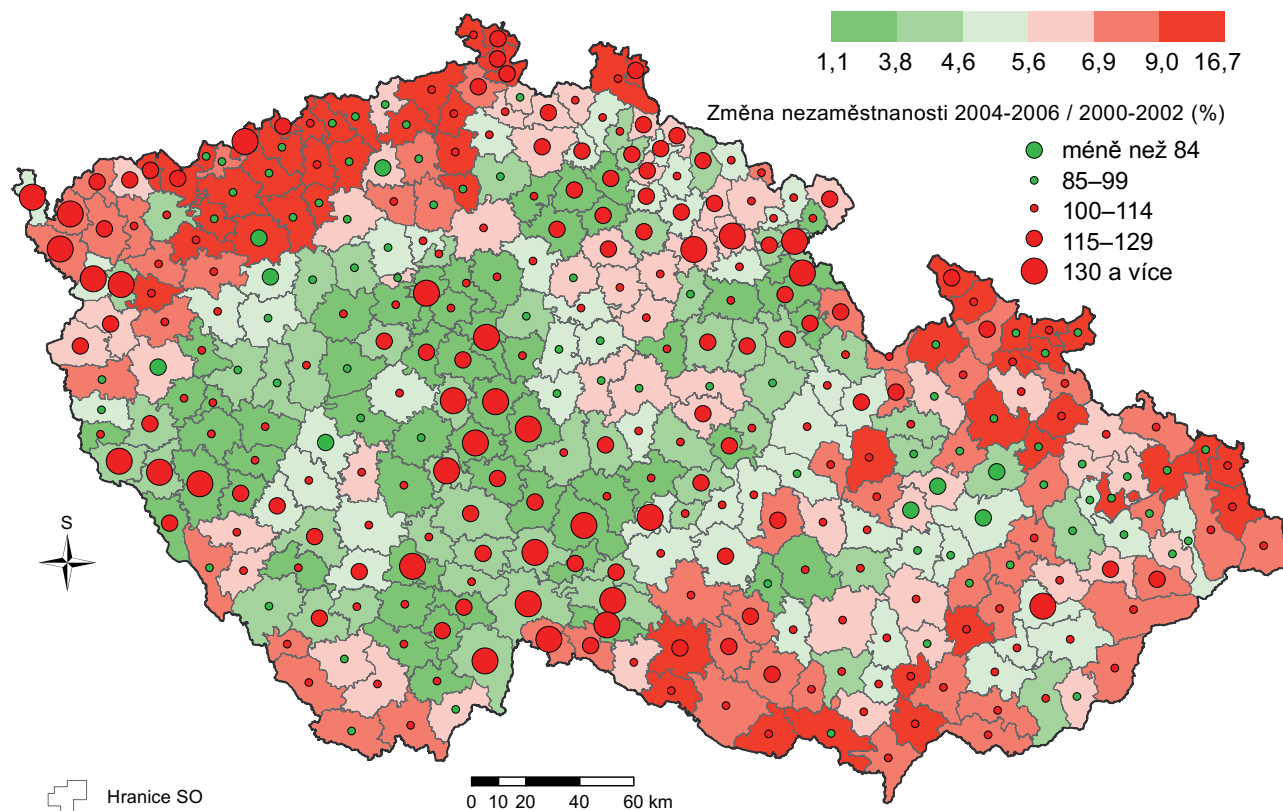 1,1 3,8 4,6 5,6 6,9 9,0 16,7
Změna nezaměstnanosti 2004-2006 / 2000-2002 (%)
méně než 84
85–99
100–114
115–129
130 a více
S
Hranice SO
0 10 20 40 60 km